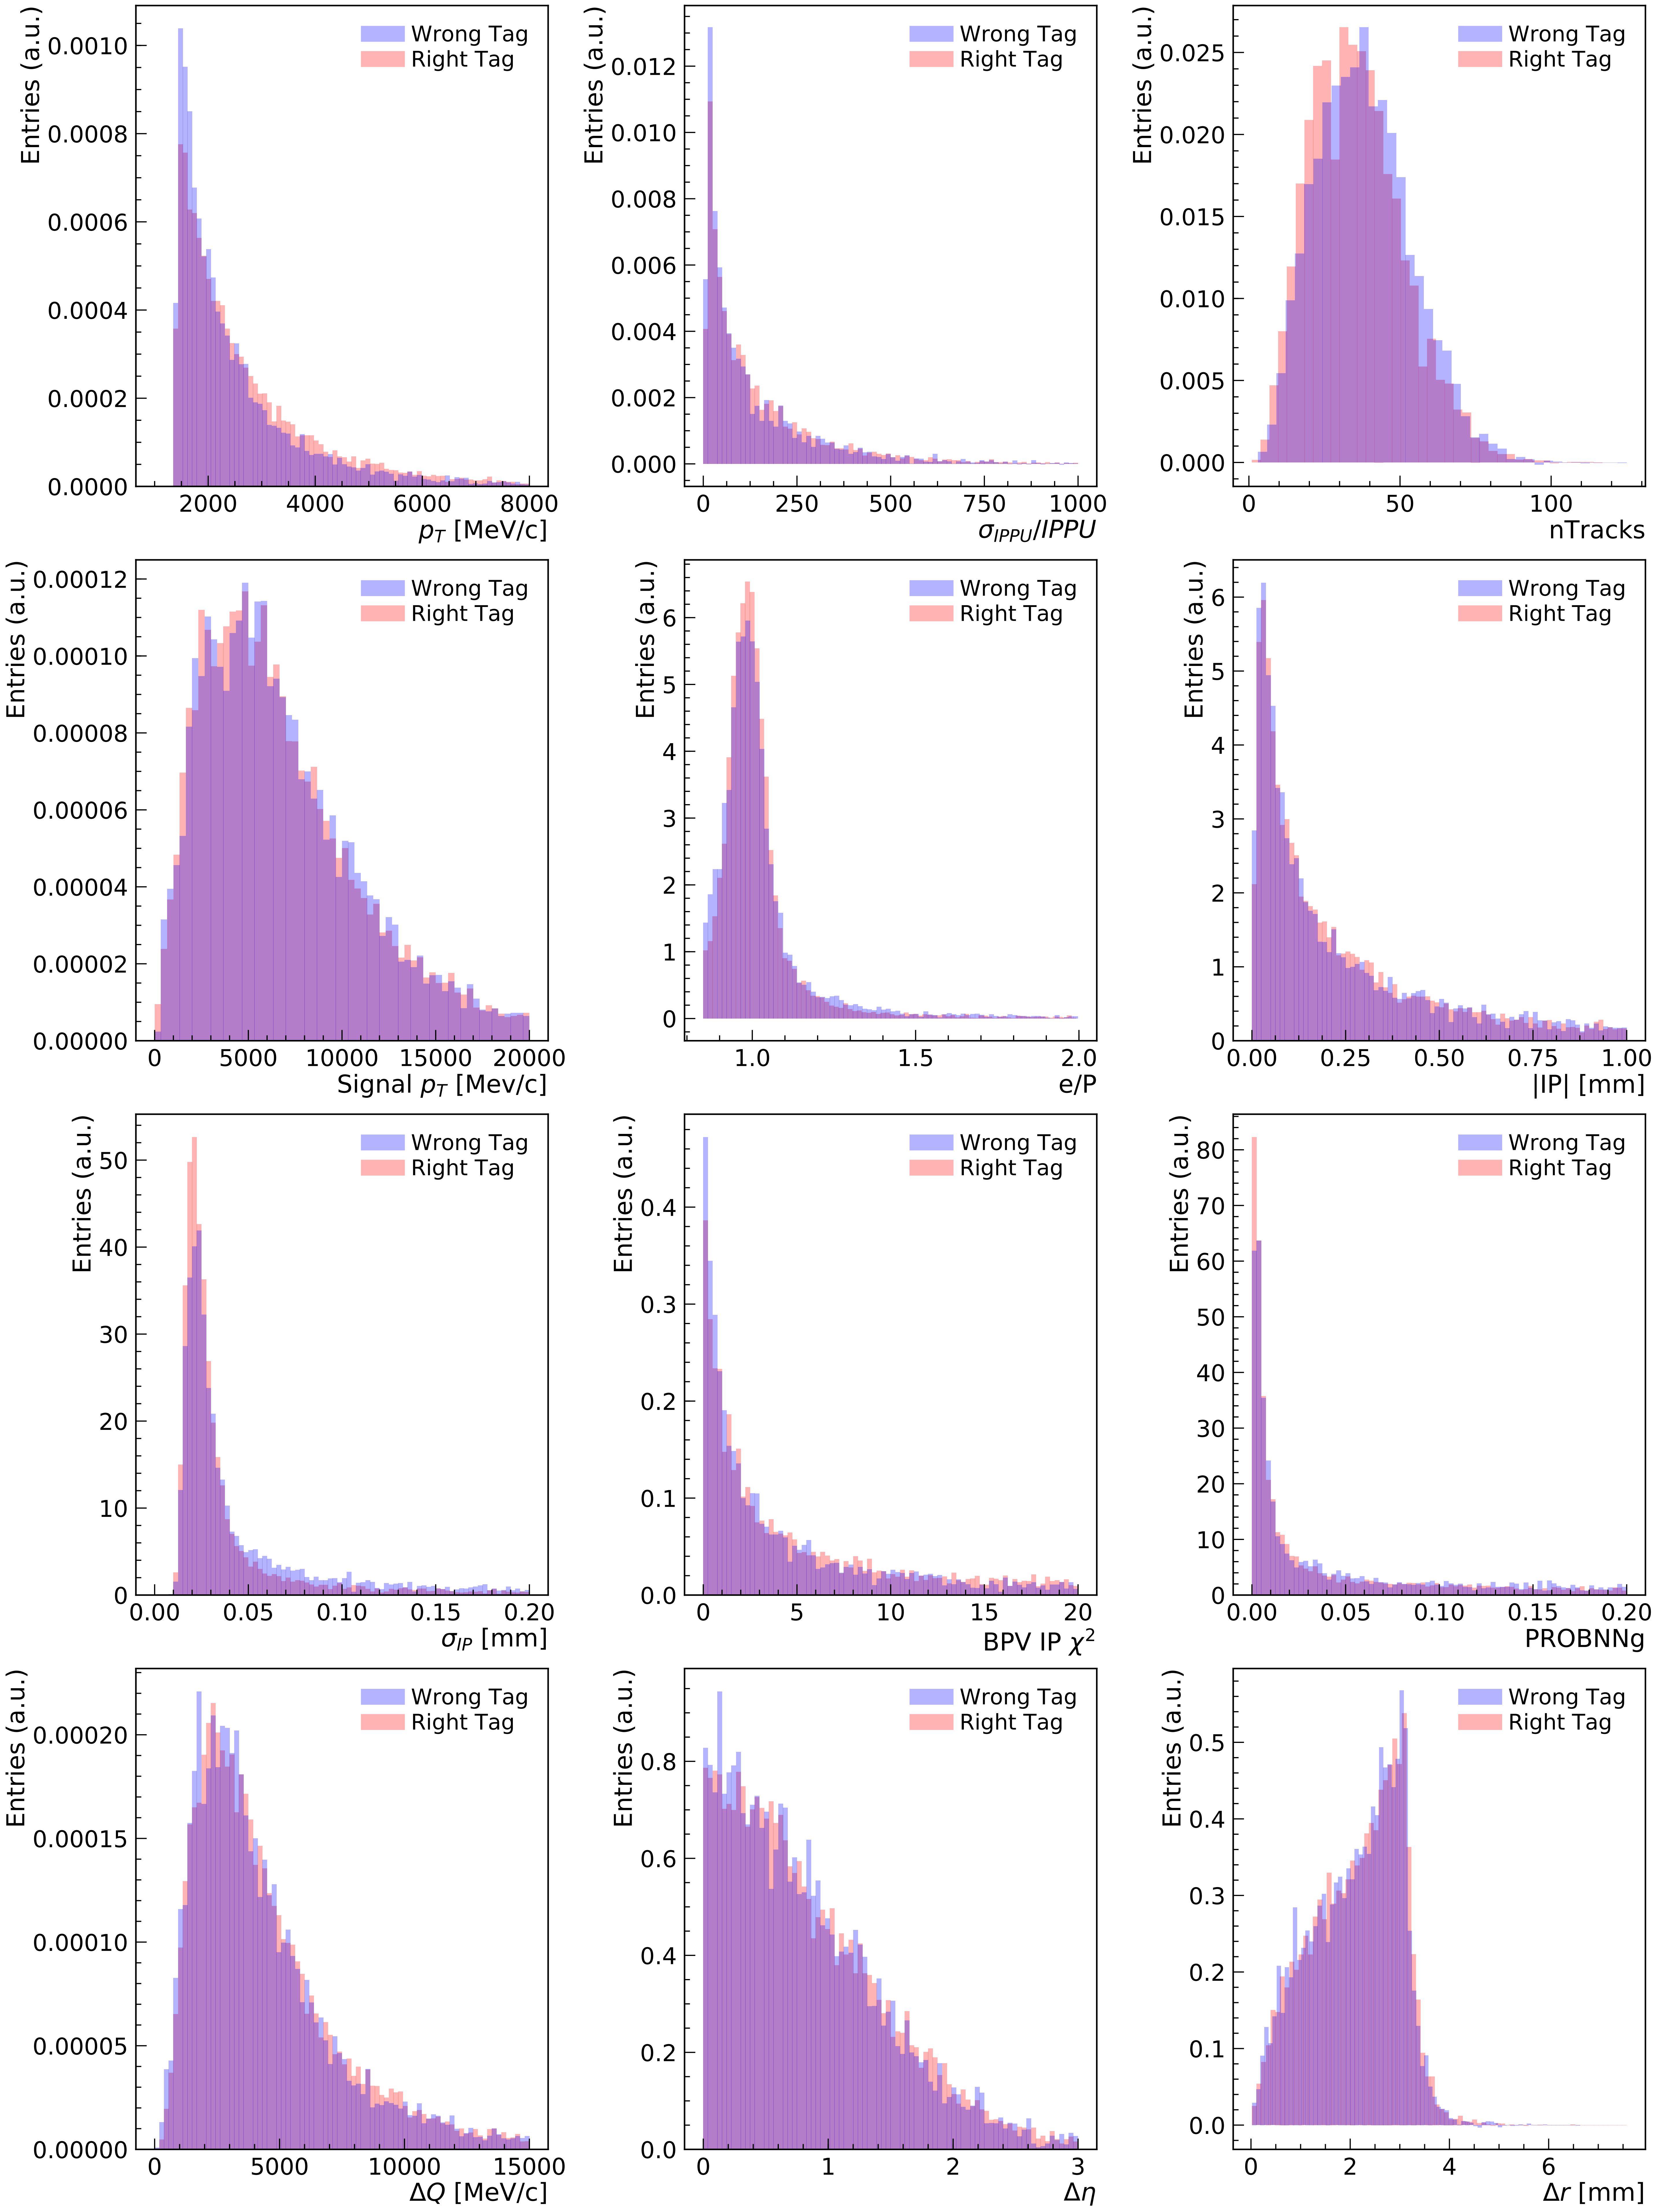 Entries (a.u.)
0.0010
0.0008
0.0006
0.0004
0.0002
0.0000
Wrong Tag
Right Tag
2000 4000 6000 8000
p_T [MeV/c]
Entries (a.u.)
0.012
0.010
0.008
0.006
0.004
0.002
0.000
Wrong Tag
Right Tag
0 250 500 750 1000
σ_IPPU/IPPU
Entries (a.u.)
0.025
0.020
0.015
0.010
0.005
0.000
Wrong Tag
Right Tag
0 50 100
nTracks
Entries (a.u.)
0.00012
0.00010
0.00008
0.00006
0.00004
0.00002
0.00000
Wrong Tag
Right Tag
0 5000 10000 15000 20000
Signal p_T [Mev/c]
Entries (a.u.)
6
5
4
3
2
1
0
Wrong Tag
Right Tag
1.0 1.5 2.0
e/P
Entries (a.u.)
6
5
4
3
2
1
0
Wrong Tag
Right Tag
0.00 0.25 0.50 0.75 1.00
|IP| [mm]
Entries (a.u.)
50
40
30
20
10
0
Wrong Tag
Right Tag
0.00 0.05 0.10 0.15 0.20
σ_IP [mm]
Entries (a.u.)
0.4
0.3
0.2
0.1
0.0
Wrong Tag
Right Tag
0 5 10 15 20
BPV IP χ²
Entries (a.u.)
80
70
60
50
40
30
20
10
0
Wrong Tag
Right Tag
0.00 0.05 0.10 0.15 0.20
PROBNNg
Entries (a.u.)
0.00020
0.00015
0.00010
0.00005
0.00000
Wrong Tag
Right Tag
0 5000 10000 15000
ΔQ [MeV/c]
Entries (a.u.)
0.8
0.6
0.4
0.2
0.0
Wrong Tag
Right Tag
0 1 2 3
Δη
Entries (a.u.)
0.5
0.4
0.3
0.2
0.1
0.0
Wrong Tag
Right Tag
0 2 4 6
Δr [mm]